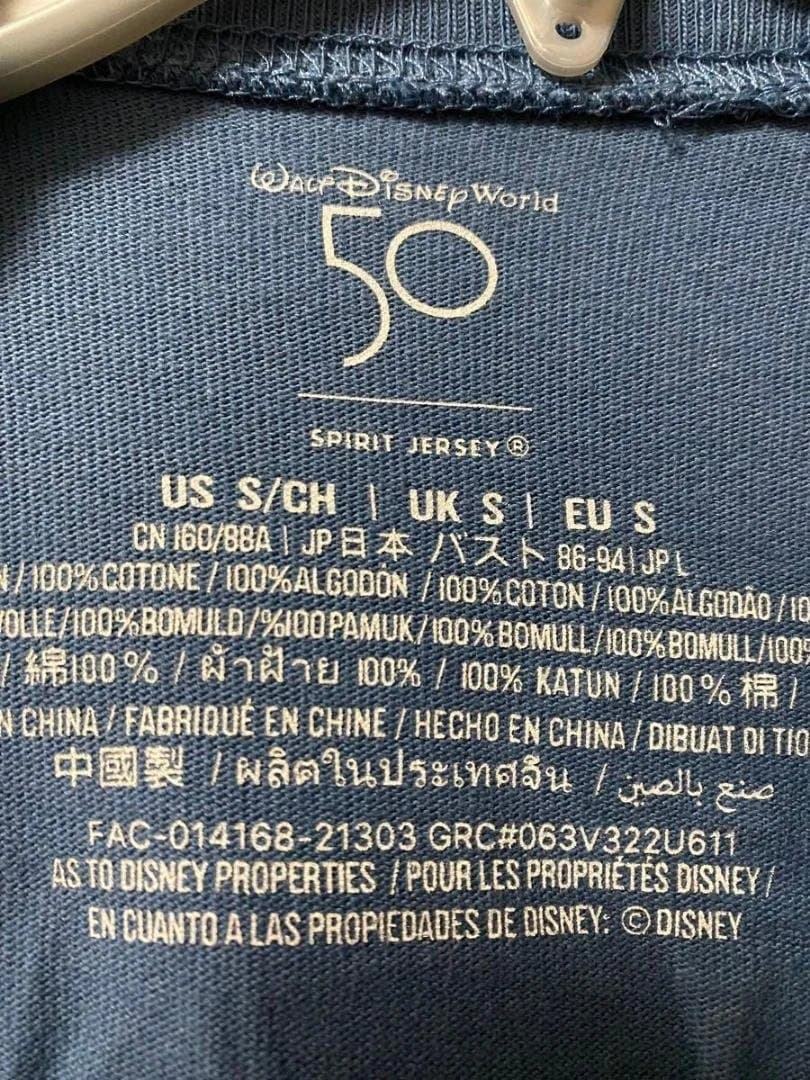 Walt Disney World
50
SPIRIT JERSEY®
US S/CH | UK S | EU S
CN 160/88A | JP 日本 バスト 86-94 | JP L
/ 100% COTONE / 100% ALGODÓN / 100% COTON / 100% ALGODÃO /
/100% BOMULD/%100 PAMUK/100% BOMULL/100% BOMULL/
/ 綿100% / ผ้าฝ้าย 100% / 100% KATUN / 100% 棉 /
CHINA / FABRIQUÉ EN CHINE / HECHO EN CHINA / DIBUAT DI
中國製 / ผลิตในประเทศจีน / صنع بالصين
FAC-014168-21303 GRC#063V322U611
AS TO DISNEY PROPERTIES / POUR LES PROPRIÉTÉS DISNEY /
EN CUANTO A LAS PROPIEDADES DE DISNEY: © DISNEY